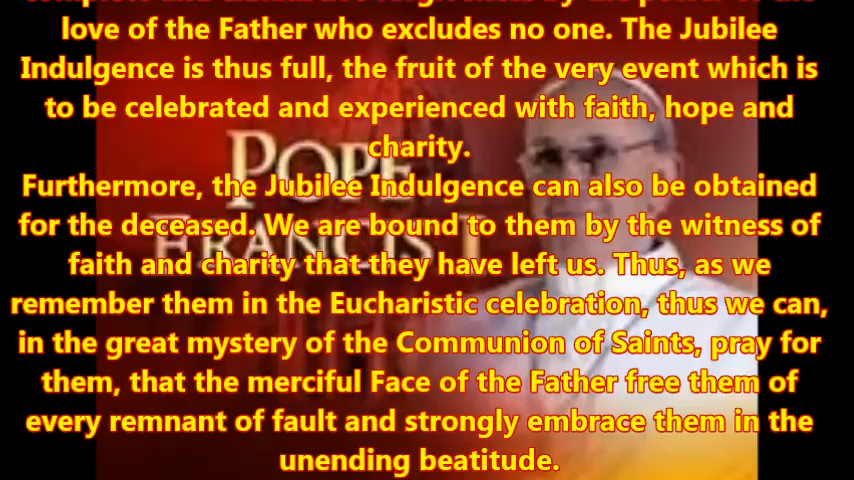 love of the Father who excludes no one. The Jubilee
Indulgence is thus full, the fruit of the very event which is
to be celebrated and experienced with faith, hope and
charity.
Furthermore, the Jubilee Indulgence can also be obtained
for the deceased. We are bound to them by the witness of
faith and charity that they have left us. Thus, as we
remember them in the Eucharistic celebration, thus we can,
in the great mystery of the Communion of Saints, pray for
them, that the merciful Face of the Father free them of
every remnant of fault and strongly embrace them in the
unending beatitude.
POPE
FRANCIS I